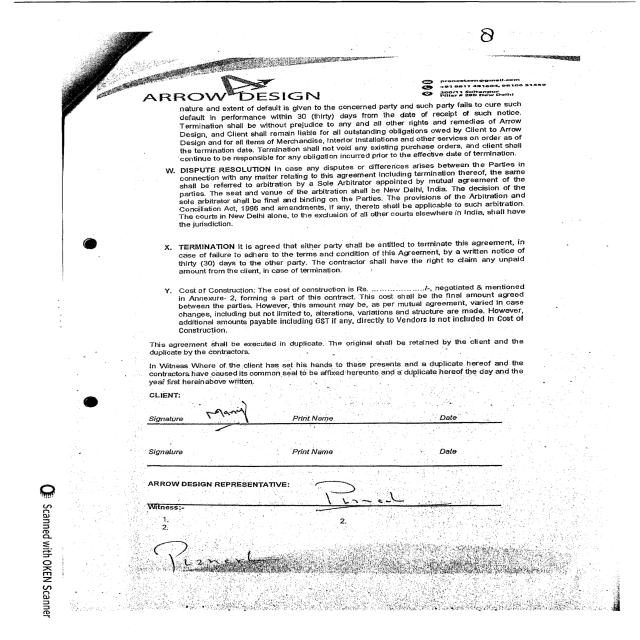 8
ARROW DESIGN
nature and extent of default is given to the concerned party and such party fails to cure such
default in performance within 30 (thirty) days from the date of receipt of such notice.
Termination shall be without prejudice to any and all other rights and remedies of Arrow
Design, and Client shall remain liable for all outstanding obligations owed by Client to Arrow
Design and for all items of Merchandise, Interior Installations and other services on order as of
the termination date. Termination shall not void any existing purchase orders, and client shall
continue to be responsible for any obligation incurred prior to the effective date of termination.
W. DISPUTE RESOLUTION In case any disputes or differences arises between the Parties in
connection with any matter relating to this agreement including termination thereof, the same
shall be referred to arbitration by a Sole Arbitrator appointed by mutual agreement of the
parties. The seat and venue of the arbitration shall be New Delhi, India. The decision of the
sole arbitrator shall be final and binding on the Parties. The provisions of the Arbitration and
Conciliation Act, 1996 and amendments, if any, thereto shall be applicable to such arbitration.
The courts in New Delhi alone, to the exclusion of all other courts elsewhere in India, shall have
the jurisdiction.
X. TERMINATION It is agreed that either party shall be entitled to terminate this agreement, in
case of failure to adhere to the terms and condition of this Agreement, by a written notice of
thirty (30) days to the other party. The contractor shall have the right to claim any unpaid
amount from the client, in case of termination.
Y. Cost of Construction: The cost of construction is Rs. ....................../-, negotiated & mentioned
in Annexure- 2, forming a part of this contract. This cost shall be the final amount agreed
between the parties. However, this amount may be, as per mutual agreement, varied in case
changes, including but not limited to, alterations, variations and structure are made. However,
additional amounts payable including GST if any, directly to Vendors is not included in Cost of
Construction.
This agreement shall be executed in duplicate. The original shall be retained by the client and the
duplicate by the contractors.
In Witness Where of the client has set his hands to these presents and a duplicate hereof and the
contractors have caused its common seal to be affixed hereunto and a duplicate hereof the day and the
year first hereinabove written.
CLIENT:
Signature Print Name Date
Signature Print Name Date
ARROW DESIGN REPRESENTATIVE:
Witness:-
1. 2.
2.
Scanned with OKEN Scanner